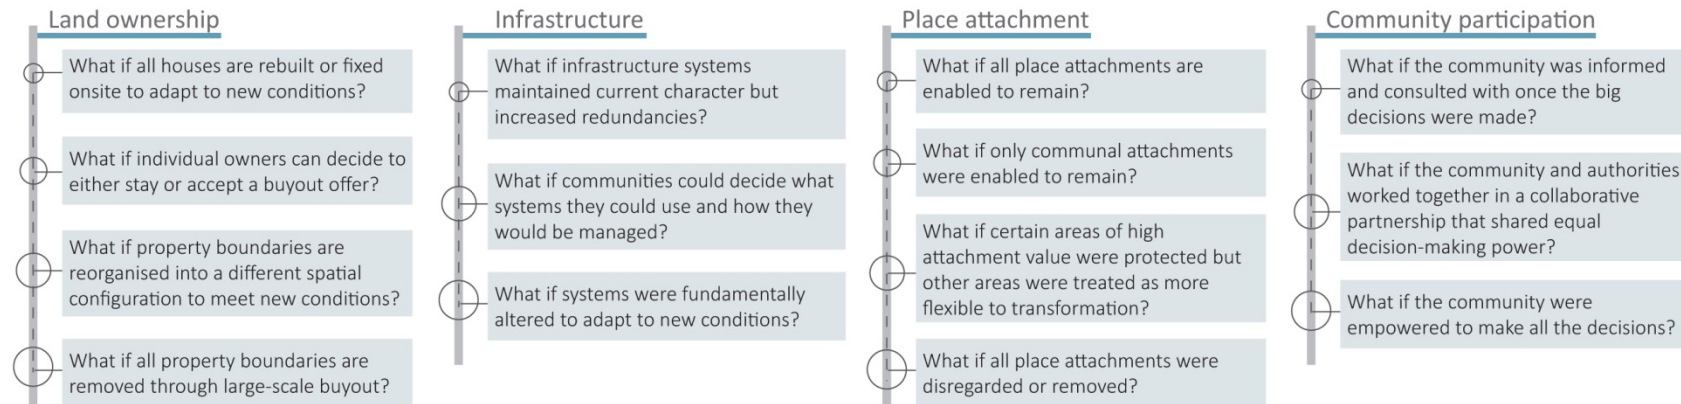 Land ownership
What if all houses are rebuilt or fixed
onsite to adapt to new conditions?
What if individual owners can decide to
either stay or accept a buyout offer?
What if property boundaries are
reorganised into a different spatial
configuration to meet new conditions?
What if all property boundaries are
removed through large-scale buyout?
Infrastructure
What if infrastructure systems
maintained current character but
increased redundancies?
What if communities could decide what
systems they could use and how they
would be managed?
What if systems were fundamentally
altered to adapt to new conditions?
Place attachment
What if all place attachments are
enabled to remain?
What if only communal attachments
were enabled to remain?
What if certain areas of high
attachment value were protected but
other areas were treated as more
flexible to transformation?
What if all place attachments were
disregarded or removed?
Community participation
What if the community was informed
and consulted with once the big
decisions were made?
What if the community and authorities
worked together in a collaborative
partnership that shared equal
decision-making power?
What if the community were
empowered to make all the decisions?